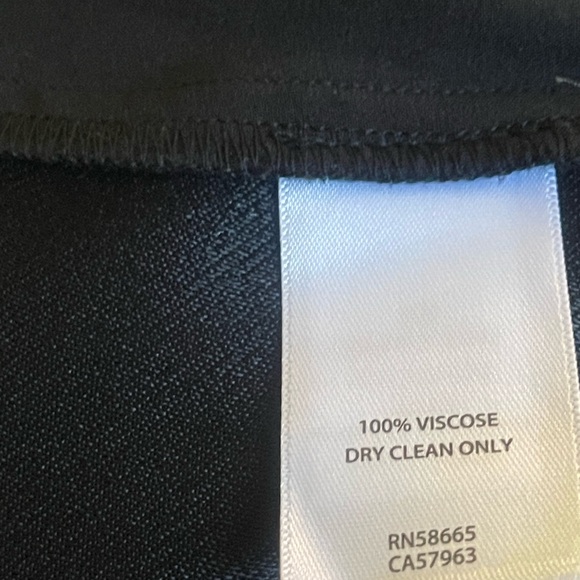 100% VISCOSE
DRY CLEAN ONLY
RN58665
CA57963